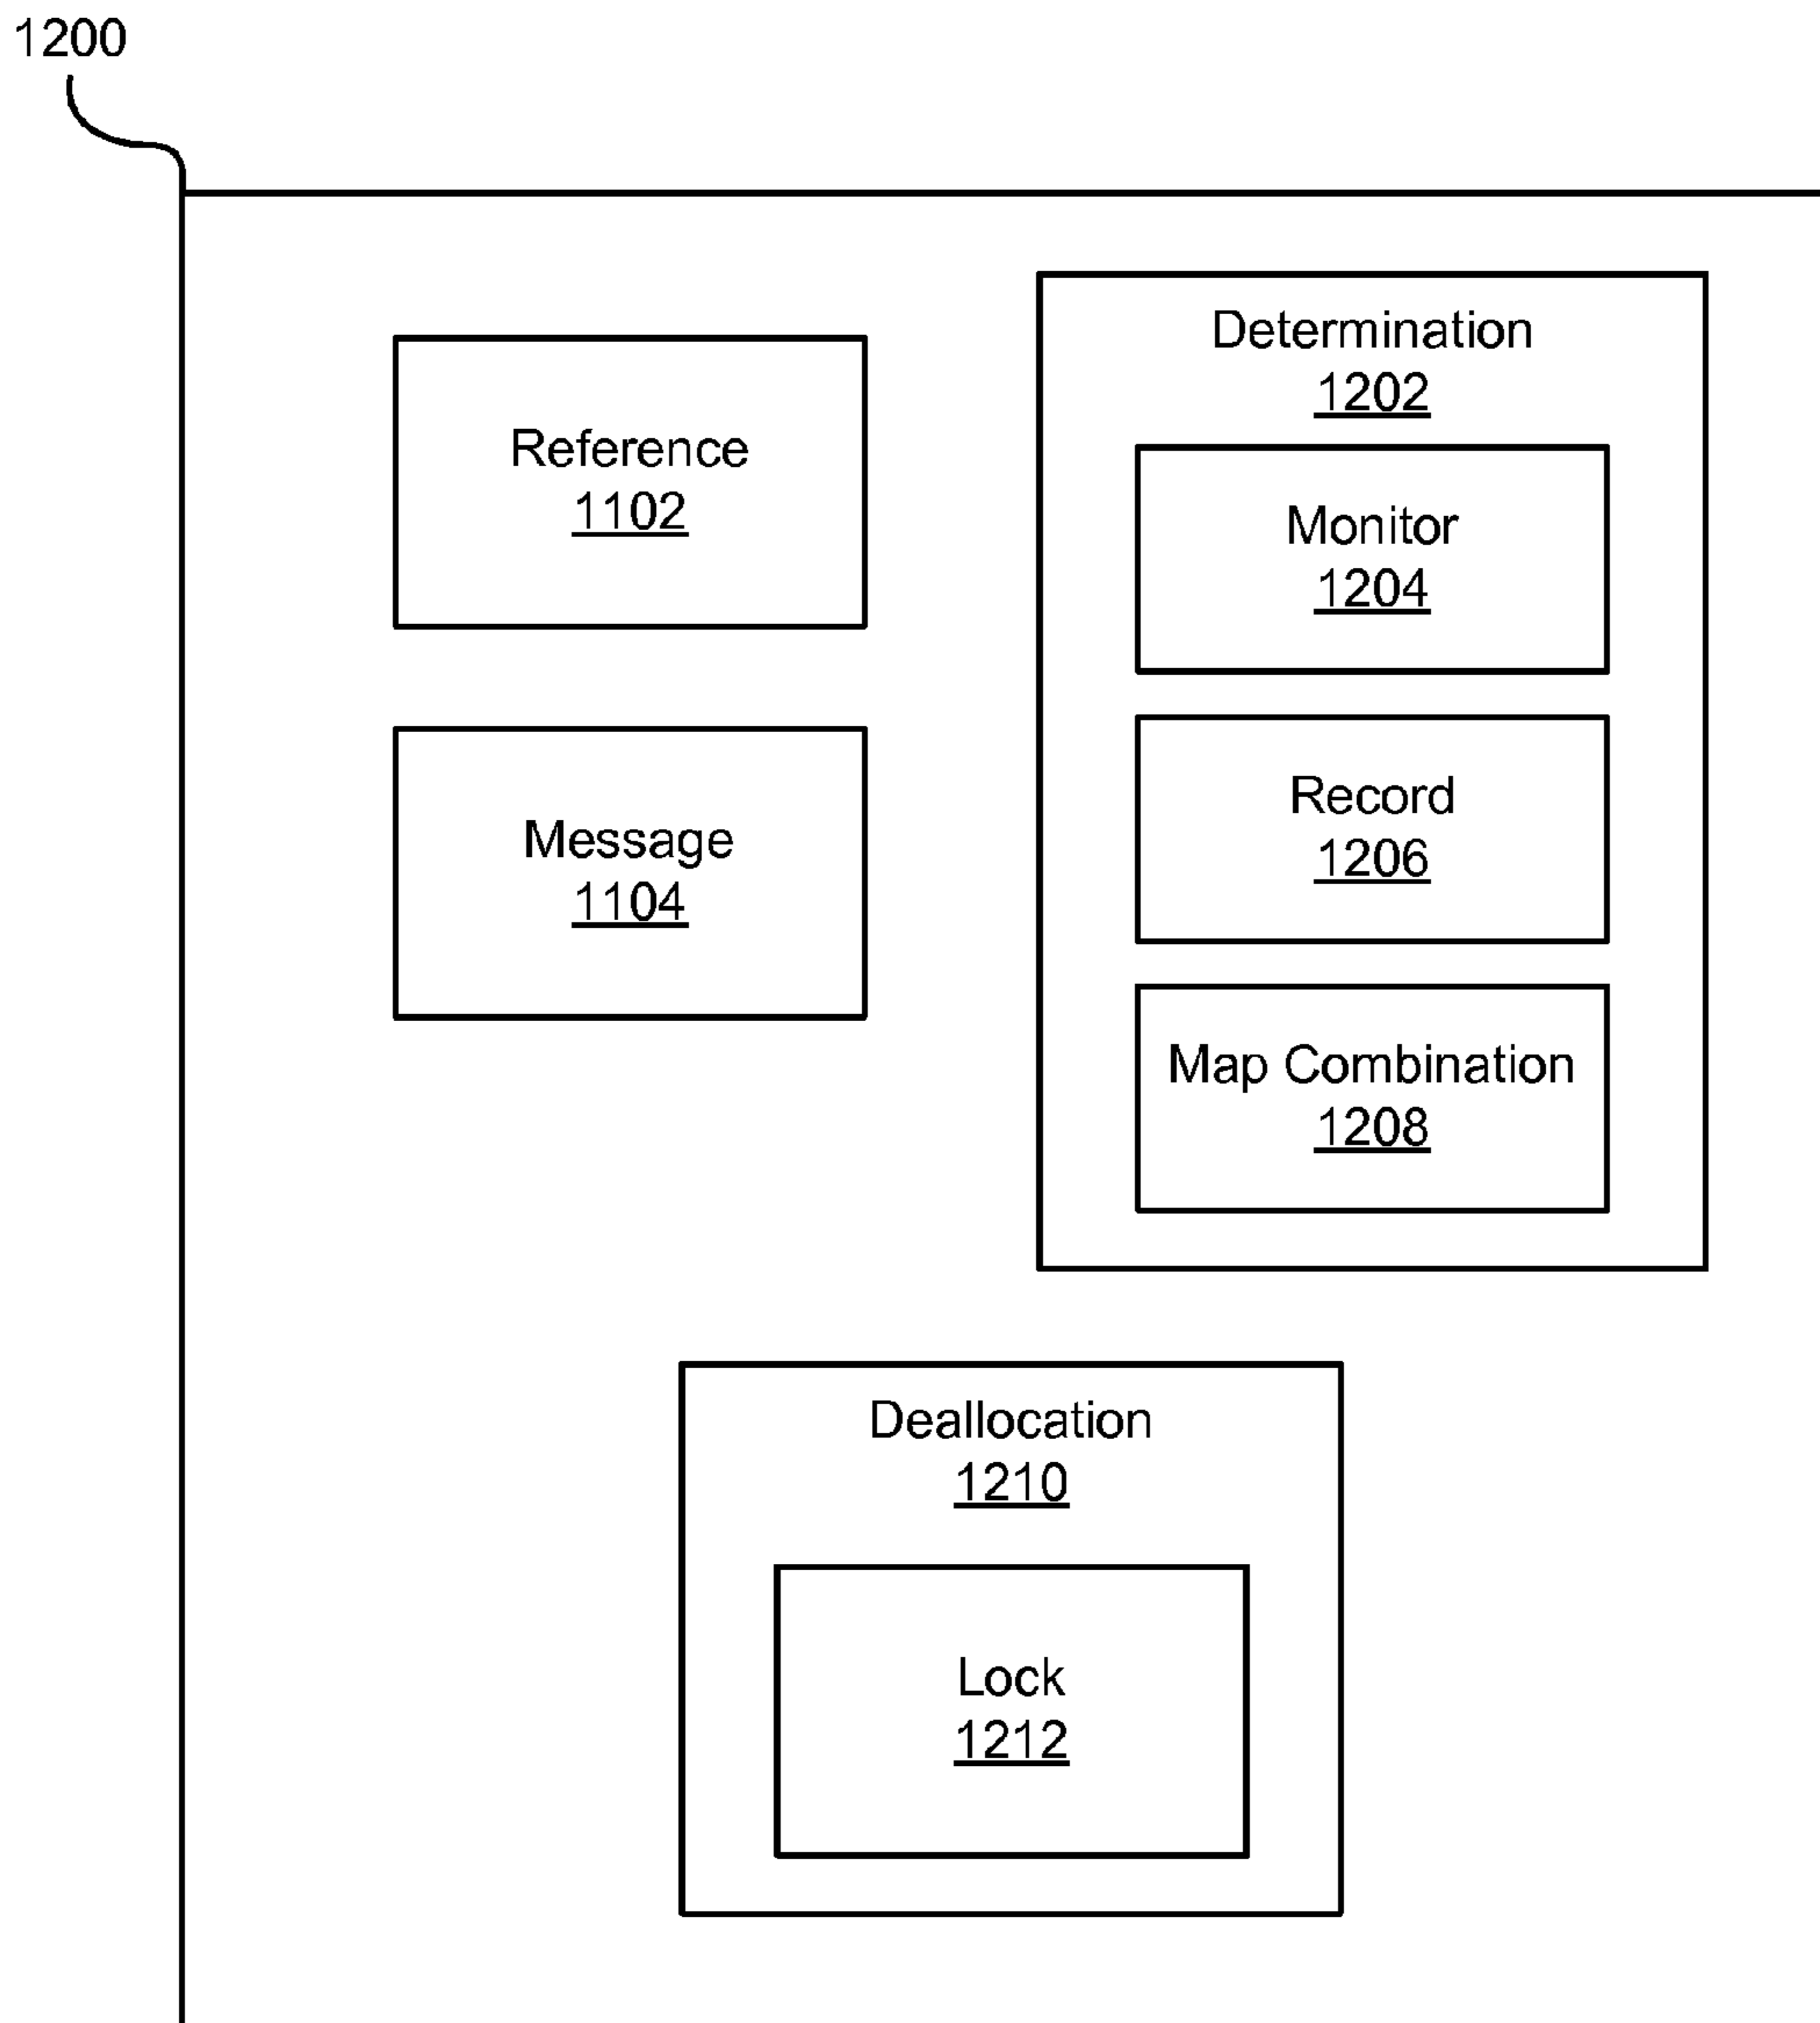 1200
Reference
1102
Message
1104
Determination
1202
Monitor
1204
Record
1206
Map Combination
1208
Deallocation
1210
Lock
1212